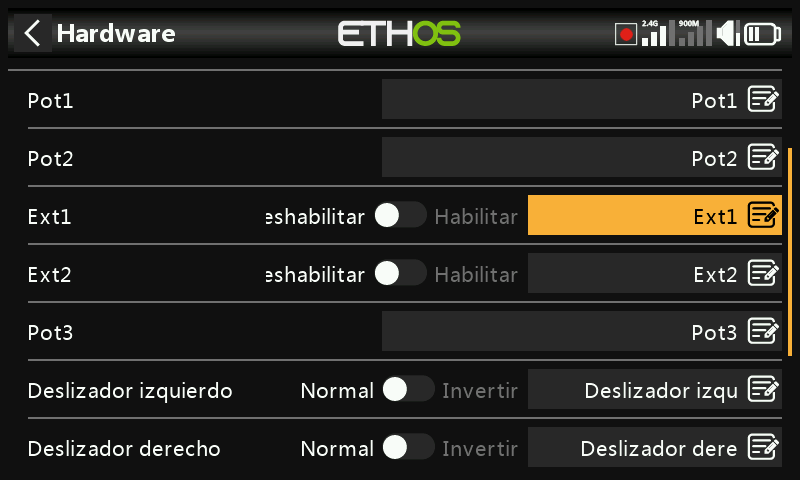 Hardware ETHOS 2.4G 900M
Pot1 Pot1
Pot2 Pot2
Ext1 eshabilitar Habilitar Ext1
Ext2 eshabilitar Habilitar Ext2
Pot3 Pot3
Deslizador izquierdo Normal Invertir Deslizador izqu
Deslizador derecho Normal Invertir Deslizador dere